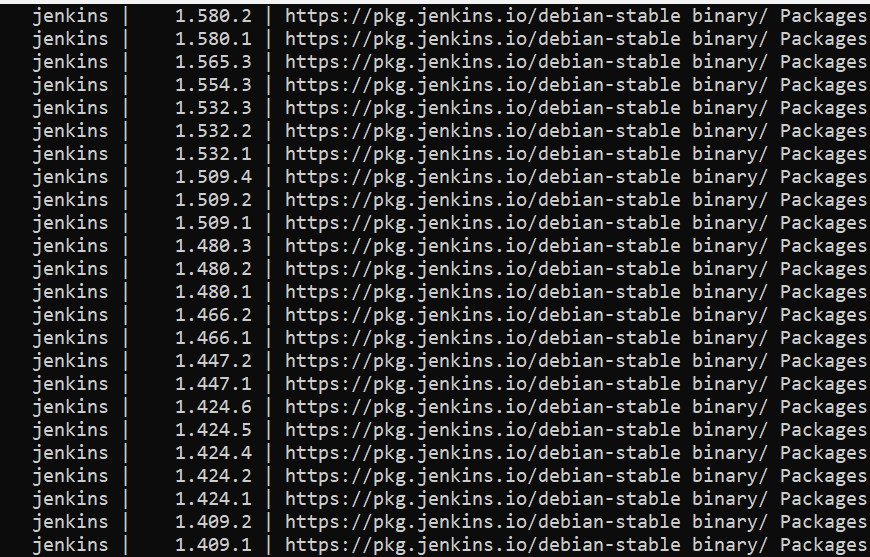 jenkins | 1.580.2 | https://pkg.jenkins.io/debian-stable binary/ Packages
jenkins | 1.580.1 | https://pkg.jenkins.io/debian-stable binary/ Packages
jenkins | 1.565.3 | https://pkg.jenkins.io/debian-stable binary/ Packages
jenkins | 1.554.3 | https://pkg.jenkins.io/debian-stable binary/ Packages
jenkins | 1.532.3 | https://pkg.jenkins.io/debian-stable binary/ Packages
jenkins | 1.532.2 | https://pkg.jenkins.io/debian-stable binary/ Packages
jenkins | 1.532.1 | https://pkg.jenkins.io/debian-stable binary/ Packages
jenkins | 1.509.4 | https://pkg.jenkins.io/debian-stable binary/ Packages
jenkins | 1.509.2 | https://pkg.jenkins.io/debian-stable binary/ Packages
jenkins | 1.509.1 | https://pkg.jenkins.io/debian-stable binary/ Packages
jenkins | 1.480.3 | https://pkg.jenkins.io/debian-stable binary/ Packages
jenkins | 1.480.2 | https://pkg.jenkins.io/debian-stable binary/ Packages
jenkins | 1.480.1 | https://pkg.jenkins.io/debian-stable binary/ Packages
jenkins | 1.466.2 | https://pkg.jenkins.io/debian-stable binary/ Packages
jenkins | 1.466.1 | https://pkg.jenkins.io/debian-stable binary/ Packages
jenkins | 1.447.2 | https://pkg.jenkins.io/debian-stable binary/ Packages
jenkins | 1.447.1 | https://pkg.jenkins.io/debian-stable binary/ Packages
jenkins | 1.424.6 | https://pkg.jenkins.io/debian-stable binary/ Packages
jenkins | 1.424.5 | https://pkg.jenkins.io/debian-stable binary/ Packages
jenkins | 1.424.4 | https://pkg.jenkins.io/debian-stable binary/ Packages
jenkins | 1.424.2 | https://pkg.jenkins.io/debian-stable binary/ Packages
jenkins | 1.424.1 | https://pkg.jenkins.io/debian-stable binary/ Packages
jenkins | 1.409.2 | https://pkg.jenkins.io/debian-stable binary/ Packages
jenkins | 1.409.1 | https://pkg.jenkins.io/debian-stable binary/ Packages